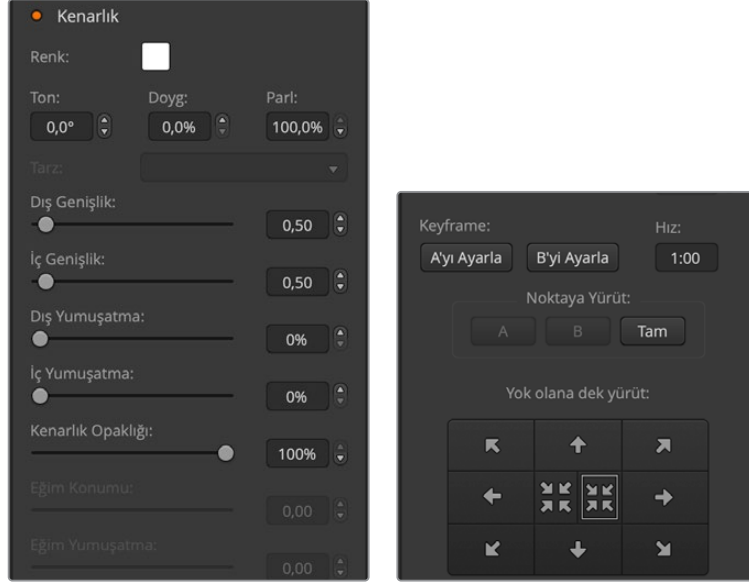 Kenarlık
Renk:
Ton: Doyg: Parl:
0,0° 0,0% 100,0%
Tarz:
Dış Genişlik:
0,50
İç Genişlik:
0,50
Dış Yumuşatma:
0%
İç Yumuşatma:
0%
Kenarlık Opaklığı:
100%
Eğim Konumu:
0,00
Eğim Yumuşatma:
0,00
Keyframe: Hız:
A'yı Ayarla B'yi Ayarla 1:00
Noktaya Yürüt:
A B Tam
Yok olana dek yürüt: